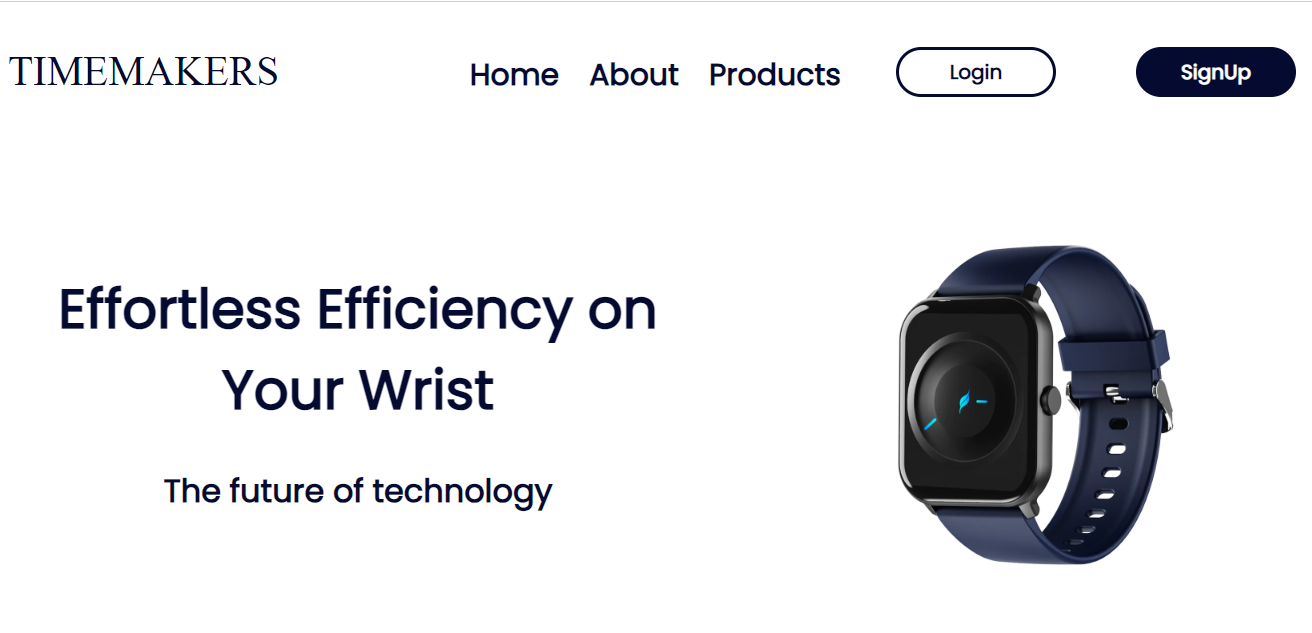 TIMEMAKERS Home About Products Login SignUp
Effortless Efficiency on
Your Wrist
The future of technology